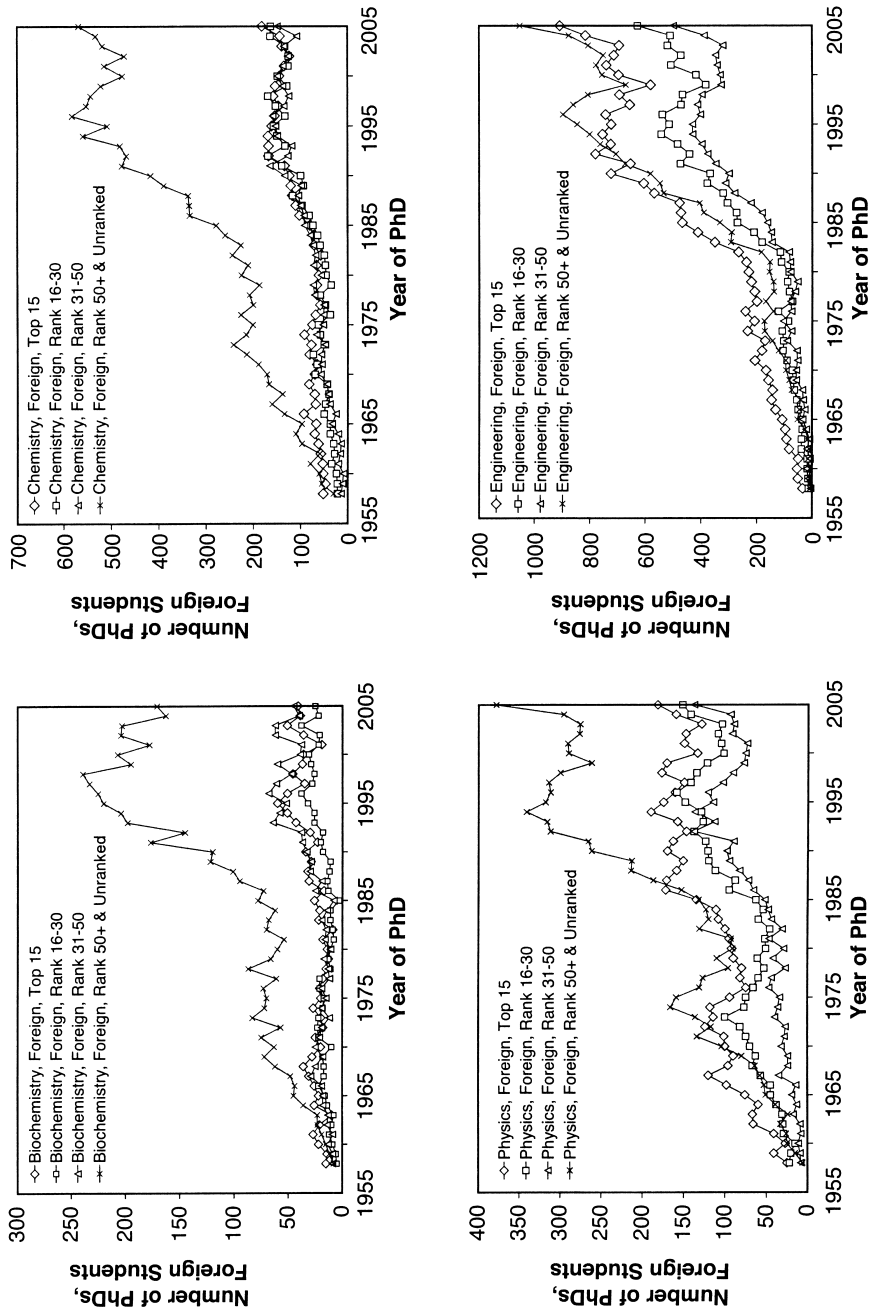 300
250
200
150
100
50
0
Number of PhDs,
Foreign Students
Biochemistry, Foreign, Top 15
Biochemistry, Foreign, Rank 16-30
Biochemistry, Foreign, Rank 31-50
Biochemistry, Foreign, Rank 50+ & Unranked
1955 1965 1975 1985 1995 2005
Year of PhD
700
600
500
400
300
200
100
0
Number of PhDs,
Foreign Students
Chemistry, Foreign, Top 15
Chemistry, Foreign, Rank 16-30
Chemistry, Foreign, Rank 31-50
Chemistry, Foreign, Rank 50+ & Unranked
1955 1965 1975 1985 1995 2005
Year of PhD
400
350
300
250
200
150
100
50
0
Number of PhDs,
Foreign Students
Physics, Foreign, Top 15
Physics, Foreign, Rank 16-30
Physics, Foreign, Rank 31-50
Physics, Foreign, Rank 50+ & Unranked
1955 1965 1975 1985 1995 2005
Year of PhD
1200
1000
800
600
400
200
0
Number of PhDs,
Foreign Students
Engineering, Foreign, Top 15
Engineering, Foreign, Rank 16-30
Engineering, Foreign, Rank 31-50
Engineering, Foreign, Rank 50+ & Unranked
1955 1965 1975 1985 1995 2005
Year of PhD